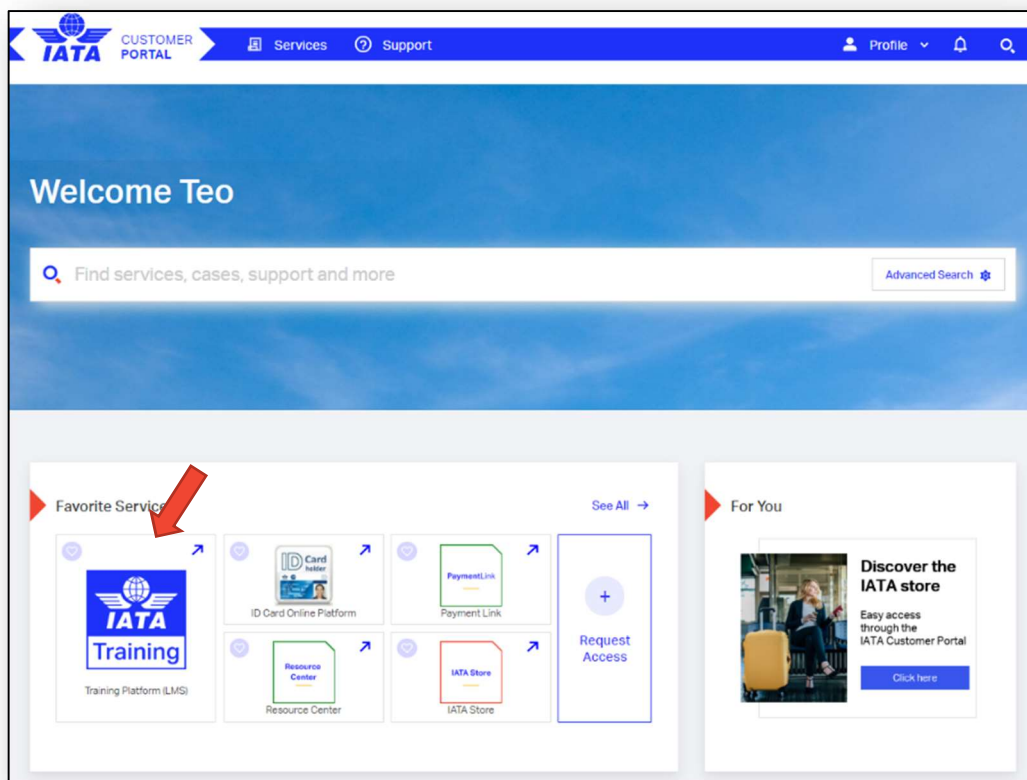 IATA
CUSTOMER
PORTAL
Services
Support
Profile
Welcome Teo
Find services, cases, support and more
Advanced Search
Favorite Service
See All →
IATA
Training
Training Platform (LMS)
ID Card
holder
ID Card Online Platform
PaymentLink
Payment Link
Resource
Center
Resource Center
IATA Store
IATA Store
+
Request
Access
For You
Discover the
IATA store
Easy access
through the
IATA Customer Portal
Click here